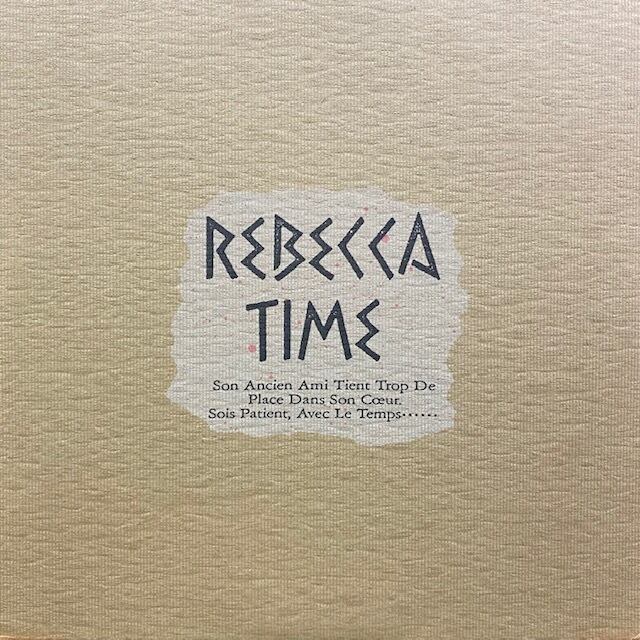 REBECCA
TIME
Son Ancien Ami Tient Trop De
Place Dans Son Cœur.
Sois Patient, Avec Le Temps……